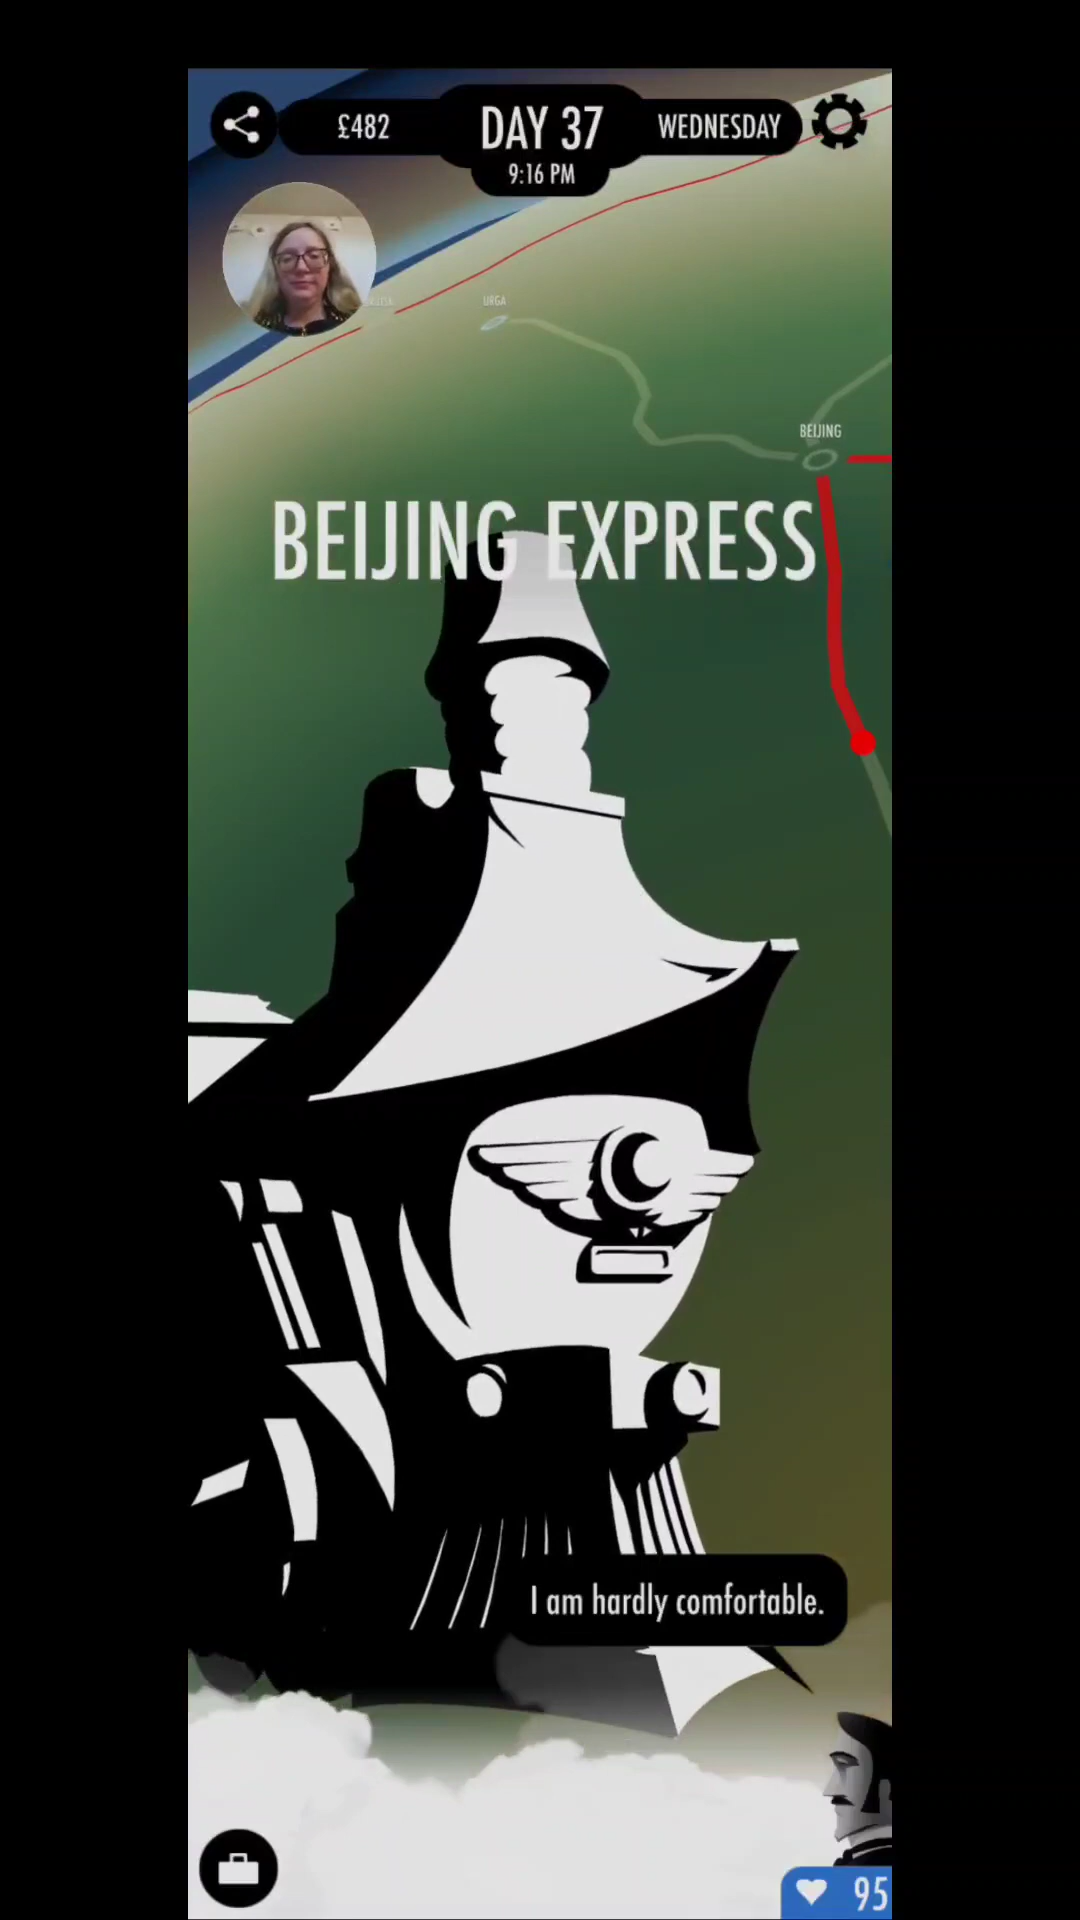 £482
DAY 37
WEDNESDAY
9:16 PM
URGA
BEIJING
BEIJING EXPRESS
I am hardly comfortable.
95